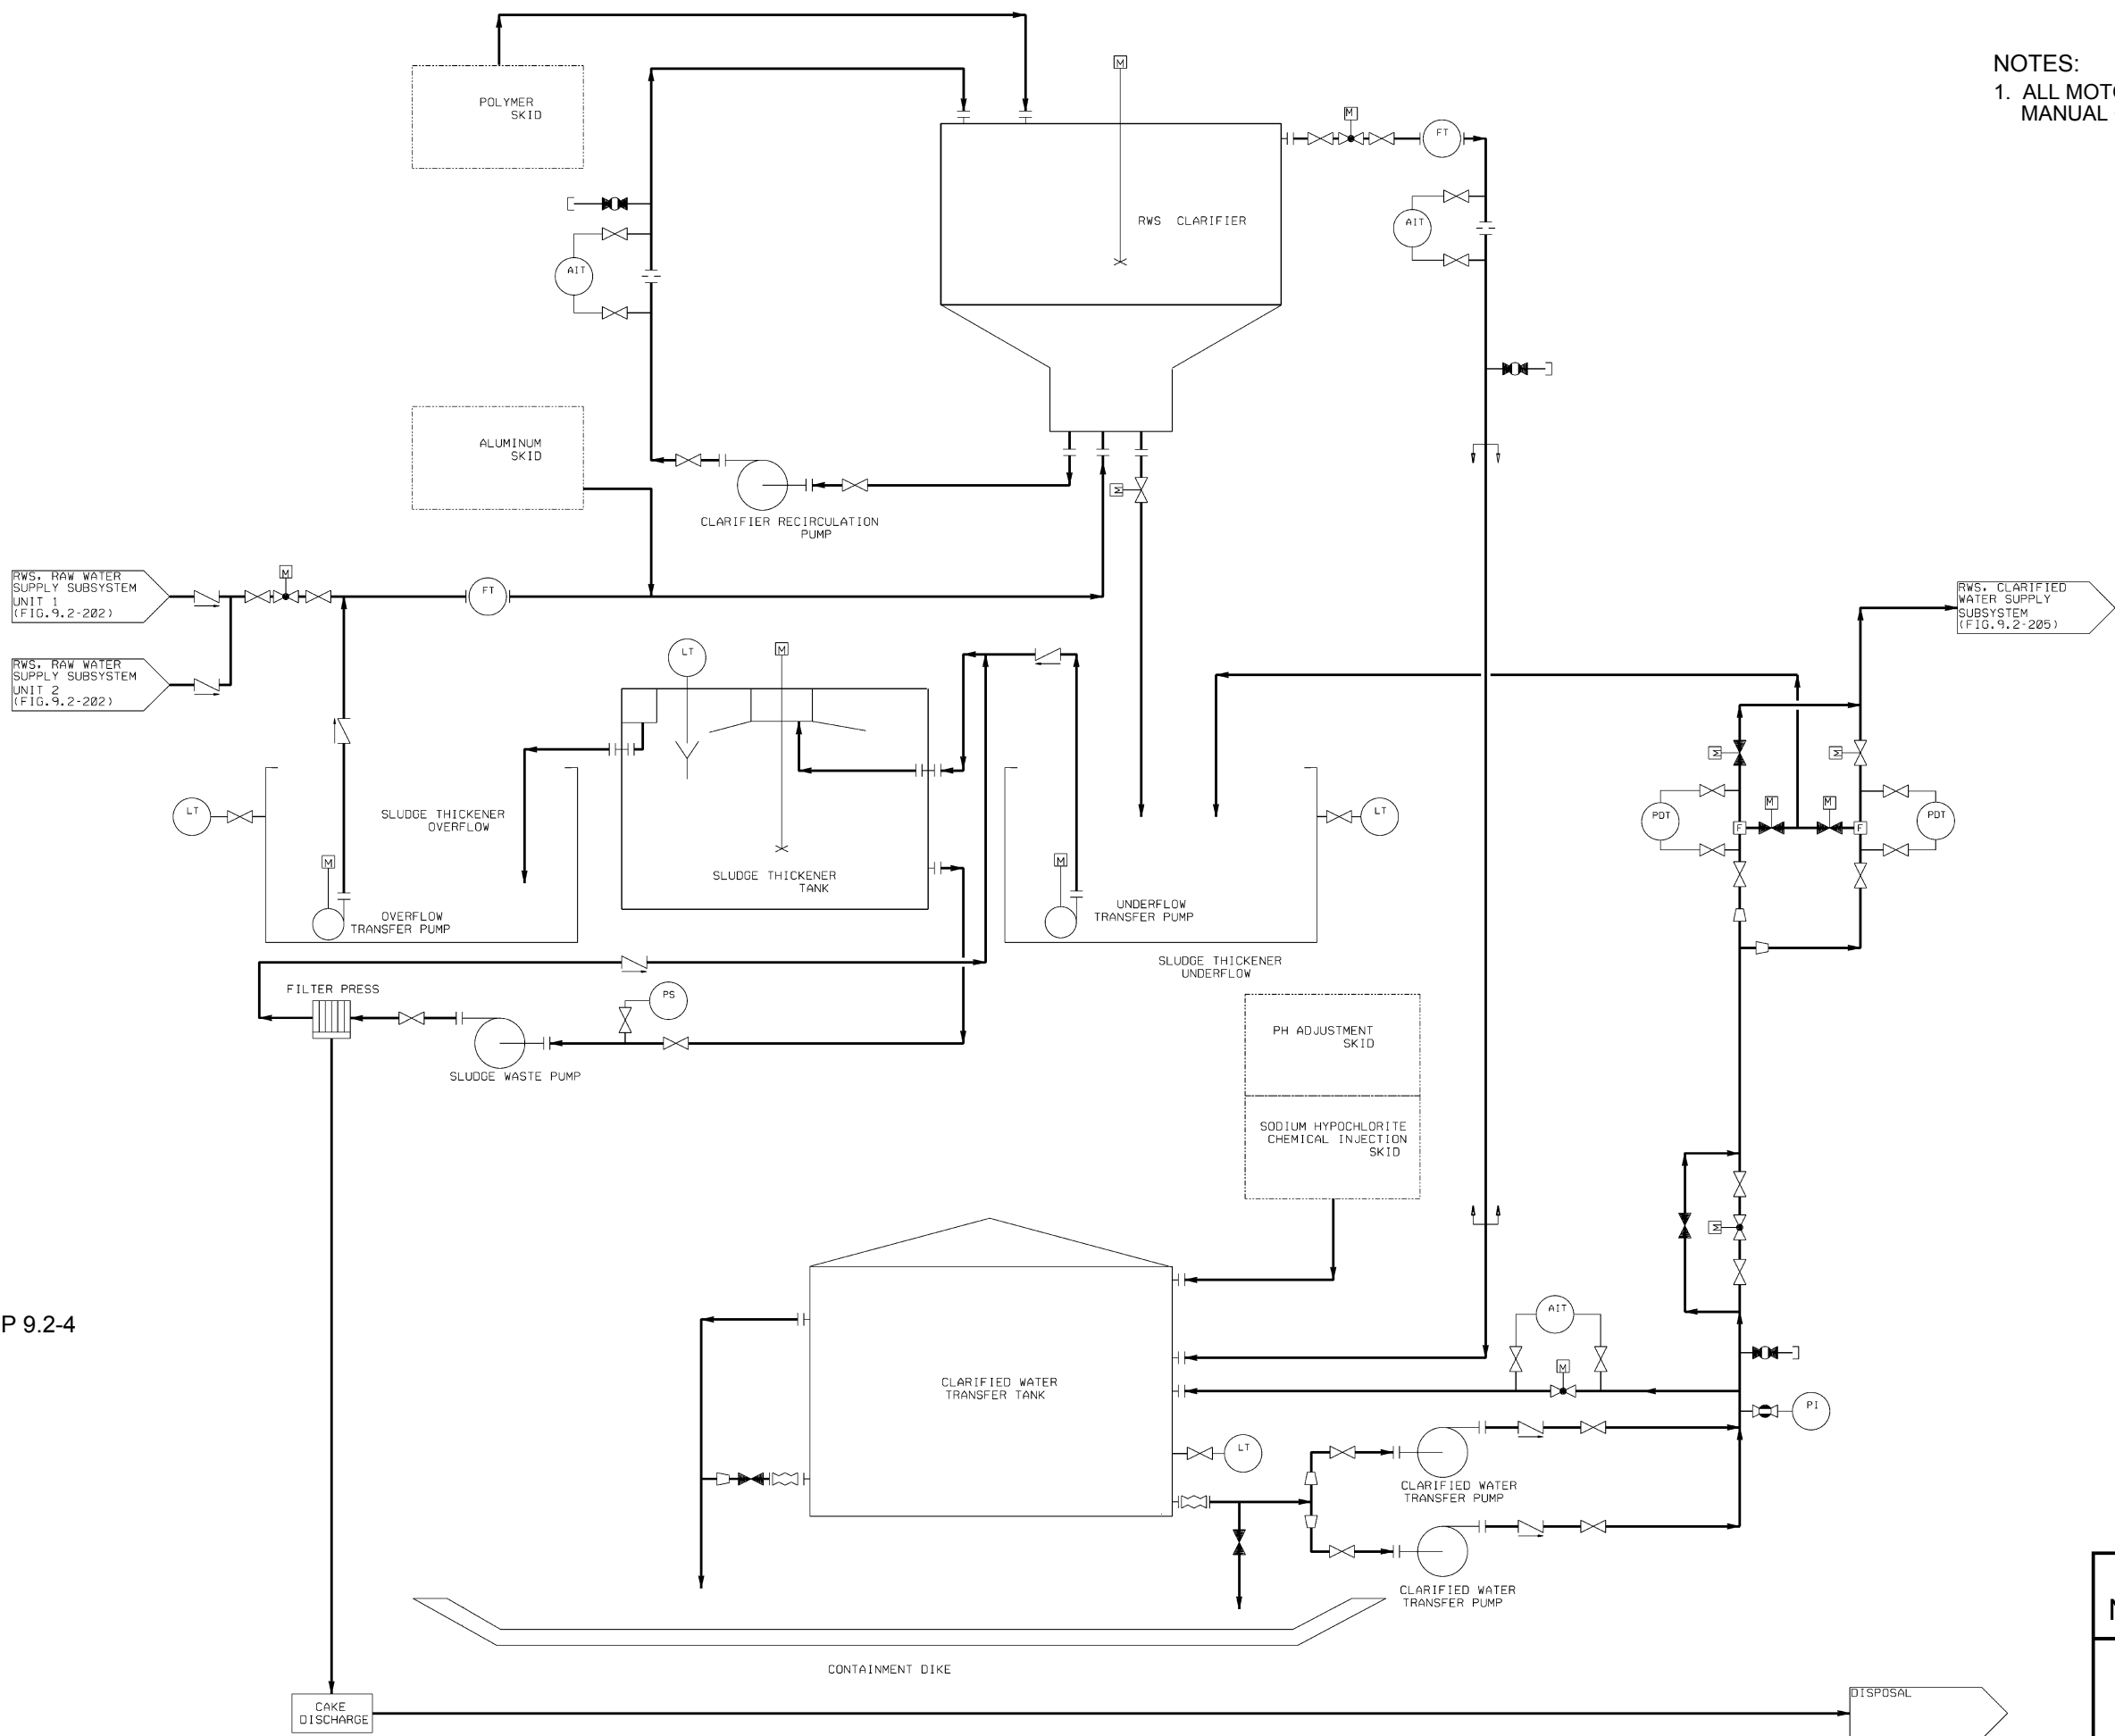 NOTES:
1. ALL MOT
MANUAL
M
POLYMER
SKID
M
FT
RWS CLARIFIER
AIT
AIT
ALUMINUM
SKID
M
CLARIFIER RECIRCULATION
PUMP
RWS, RAW WATER
SUPPLY SUBSYSTEM
UNIT 1
(FIG.9.2-202)
M
FT
RWS, CLARIFIED
WATER SUPPLY
SUBSYSTEM
(FIG.9.2-205)
RWS, RAW WATER
SUPPLY SUBSYSTEM
UNIT 2
(FIG.9.2-202)
LT
M
M
M
LT
SLUDGE THICKENER
OVERFLOW
M
OVERFLOW
TRANSFER PUMP
SLUDGE THICKENER
TANK
M
UNDERFLOW
TRANSFER PUMP
LT
PDT
M
M
PDT
F
F
SLUDGE THICKENER
UNDERFLOW
FILTER PRESS
PS
SLUDGE WASTE PUMP
PH ADJUSTMENT
SKID
SODIUM HYPOCHLORITE
CHEMICAL INJECTION
SKID
M
P 9.2-4
AIT
M
CLARIFIED WATER
TRANSFER TANK
PI
LT
CLARIFIED WATER
TRANSFER PUMP
CLARIFIED WATER
TRANSFER PUMP
CONTAINMENT DIKE
CAKE
DISCHARGE
DISPOSAL